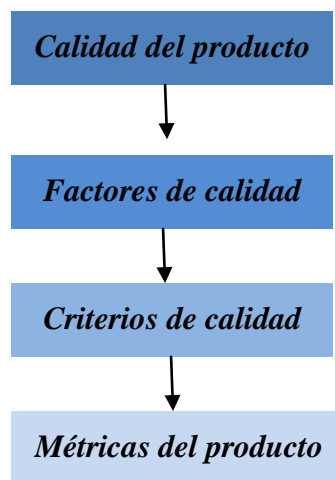 Calidad del producto
Factores de calidad
Criterios de calidad
Métricas del producto